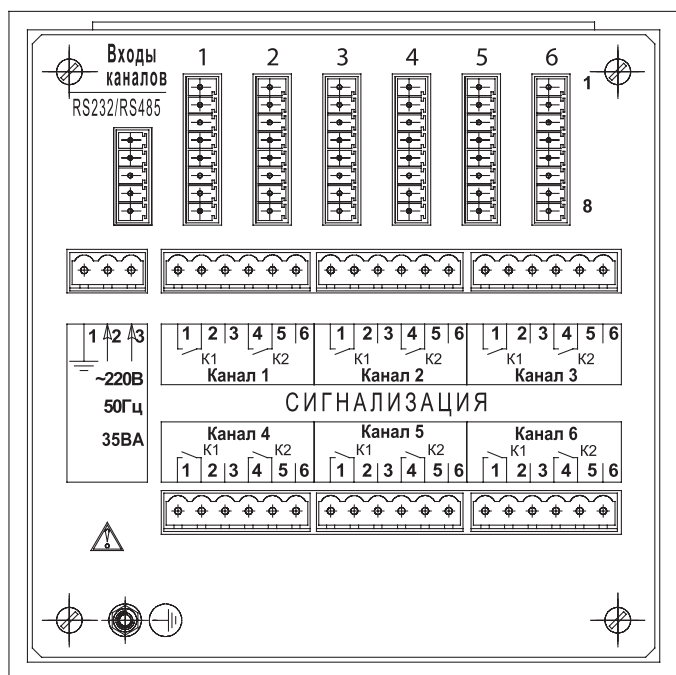 Входы каналов
1 2 3 4 5 6
1
RS232/RS485
8
1 2 3
~220В
50Гц
35ВА
1 2 3 4 5 6 1 2 3 4 5 6 1 2 3 4 5 6
К1 К2 К1 К2 К1 К2
Канал 1 Канал 2 Канал 3
СИГНАЛИЗАЦИЯ
Канал 4 Канал 5 Канал 6
К1 К2 К1 К2 К1 К2
1 2 3 4 5 6 1 2 3 4 5 6 1 2 3 4 5 6